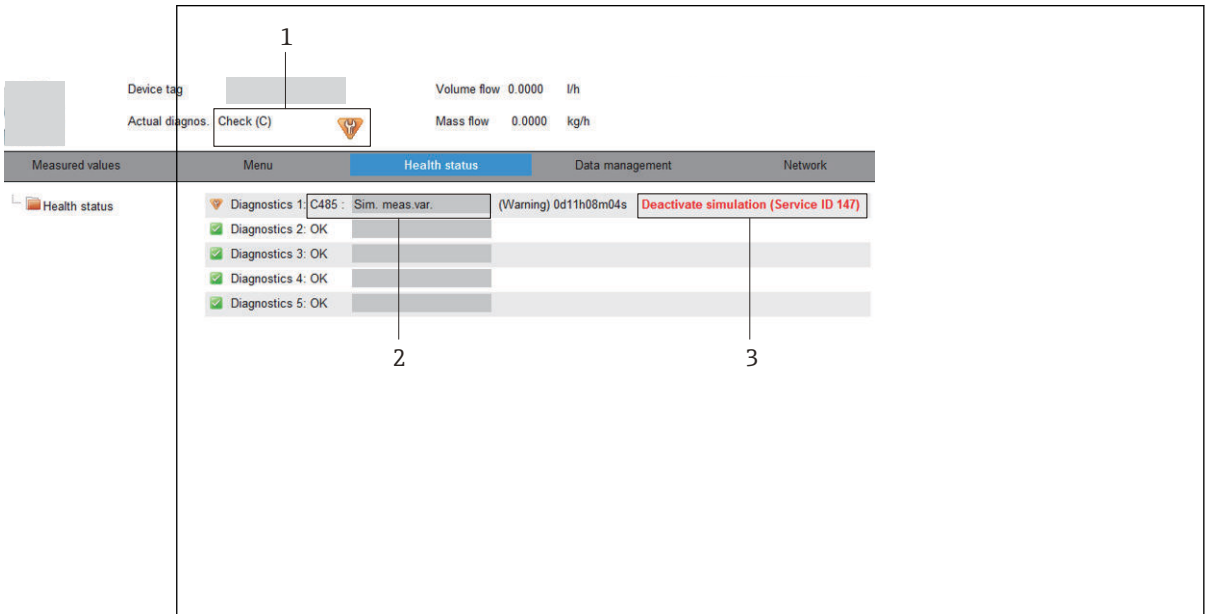 1
Device tag Volume flow 0.0000 l/h
Actual diagnos. Check (C) Mass flow 0.0000 kg/h
Measured values Menu Health status Data management Network
Health status Diagnostics 1: C485 : Sim. meas.var. (Warning) 0d11h08m04s Deactivate simulation (Service ID 147)
Diagnostics 2: OK
Diagnostics 3: OK
Diagnostics 4: OK
Diagnostics 5: OK
2 3